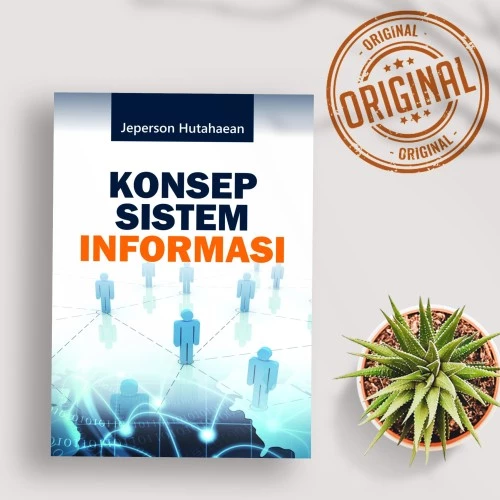 Jeperson Hutahaean
KONSEP
SISTEM
INFORMASI
ORIGINAL
ORIGINAL
ORIGINAL